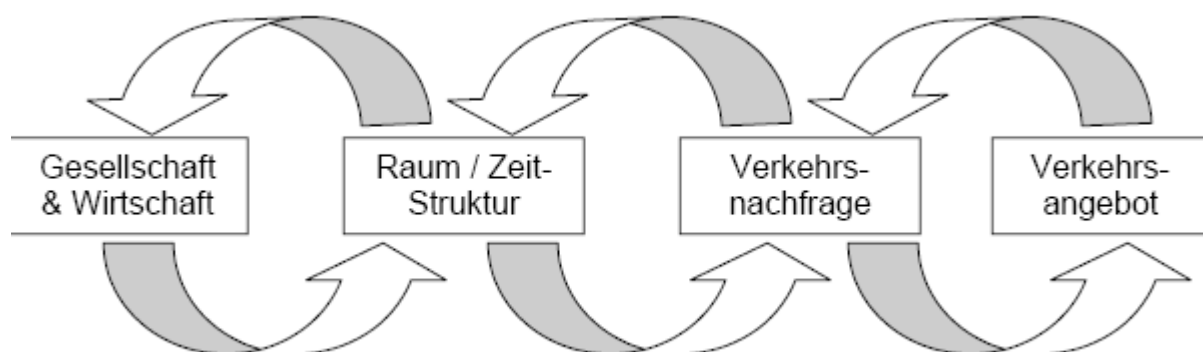 Gesellschaft
& Wirtschaft
Raum / Zeit-
Struktur
Verkehrs-
nachfrage
Verkehrs-
angebot